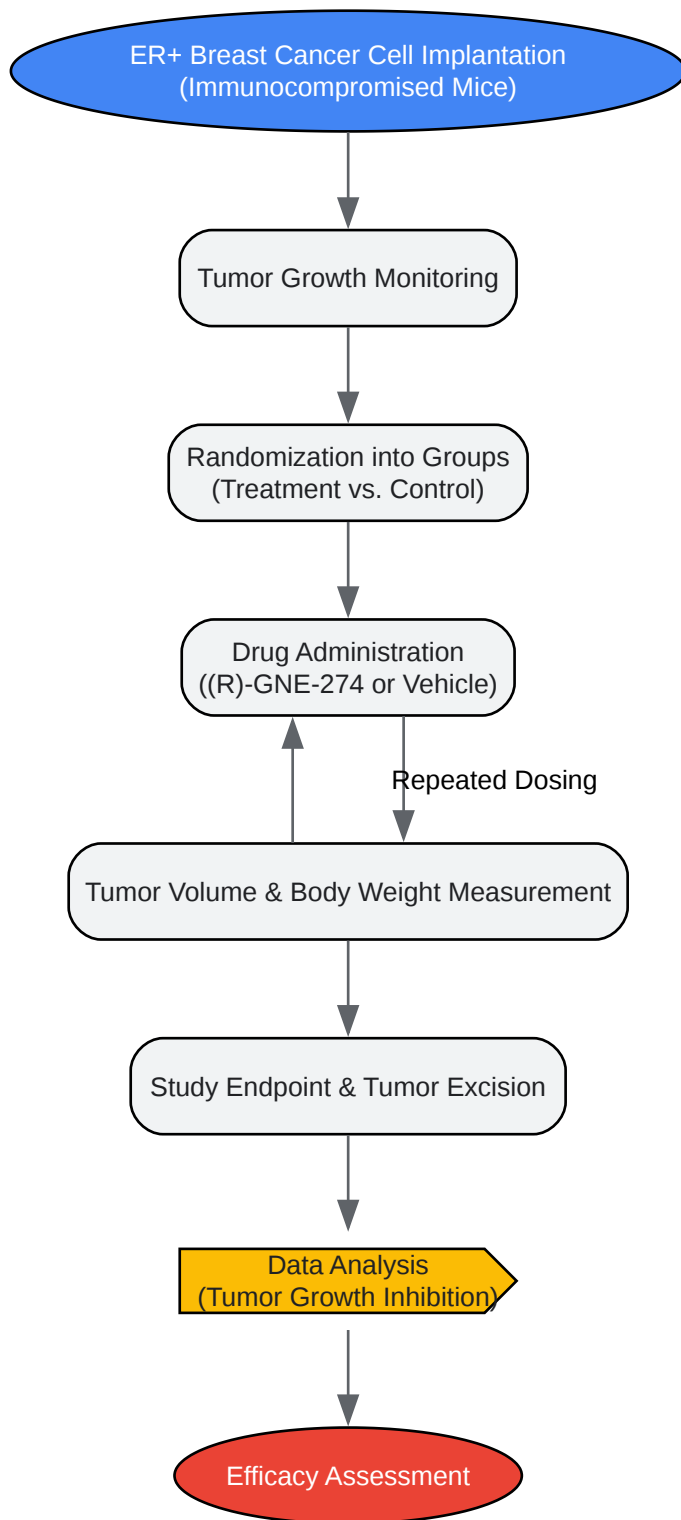 ER+ Breast Cancer Cell Implantation
(Immunocompromised Mice)
Tumor Growth Monitoring
Randomization into Groups
(Treatment vs. Control)
Drug Administration
((R)-GNE-274 or Vehicle)
Repeated Dosing
Tumor Volume & Body Weight Measurement
Study Endpoint & Tumor Excision
Data Analysis
(Tumor Growth Inhibition)
Efficacy Assessment